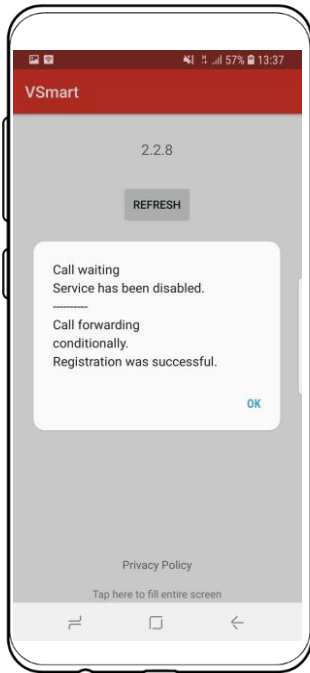 57% 13:37
VSmart
2.2.8
REFRESH
Call waiting
Service has been disabled.
----------
Call forwarding
conditionally.
Registration was successful.
OK
Privacy Policy
Tap here to fill entire screen